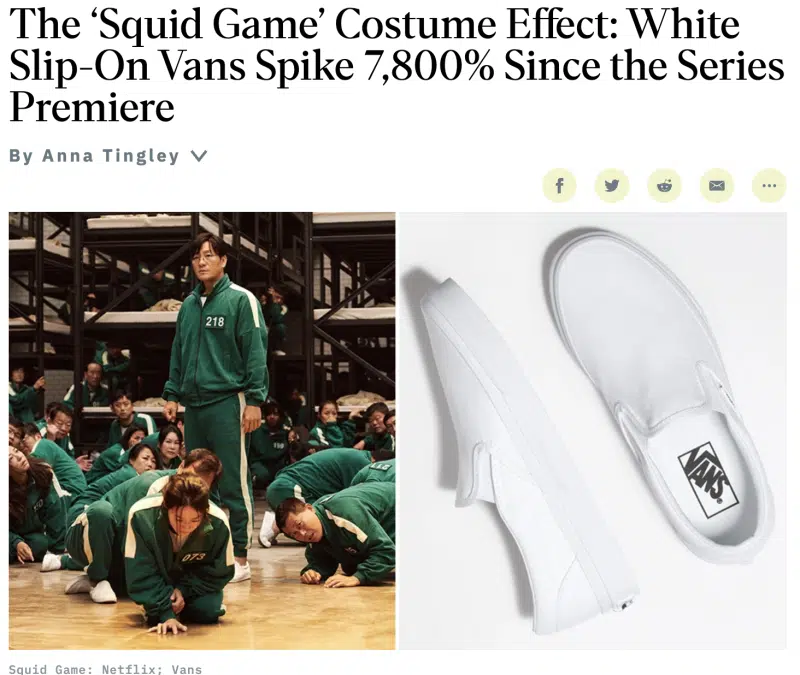 The ‘Squid Game’ Costume Effect: White
Slip-On Vans Spike 7,800% Since the Series
Premiere
By Anna Tingley
218
073
VANS
Squid Game: Netflix; Vans